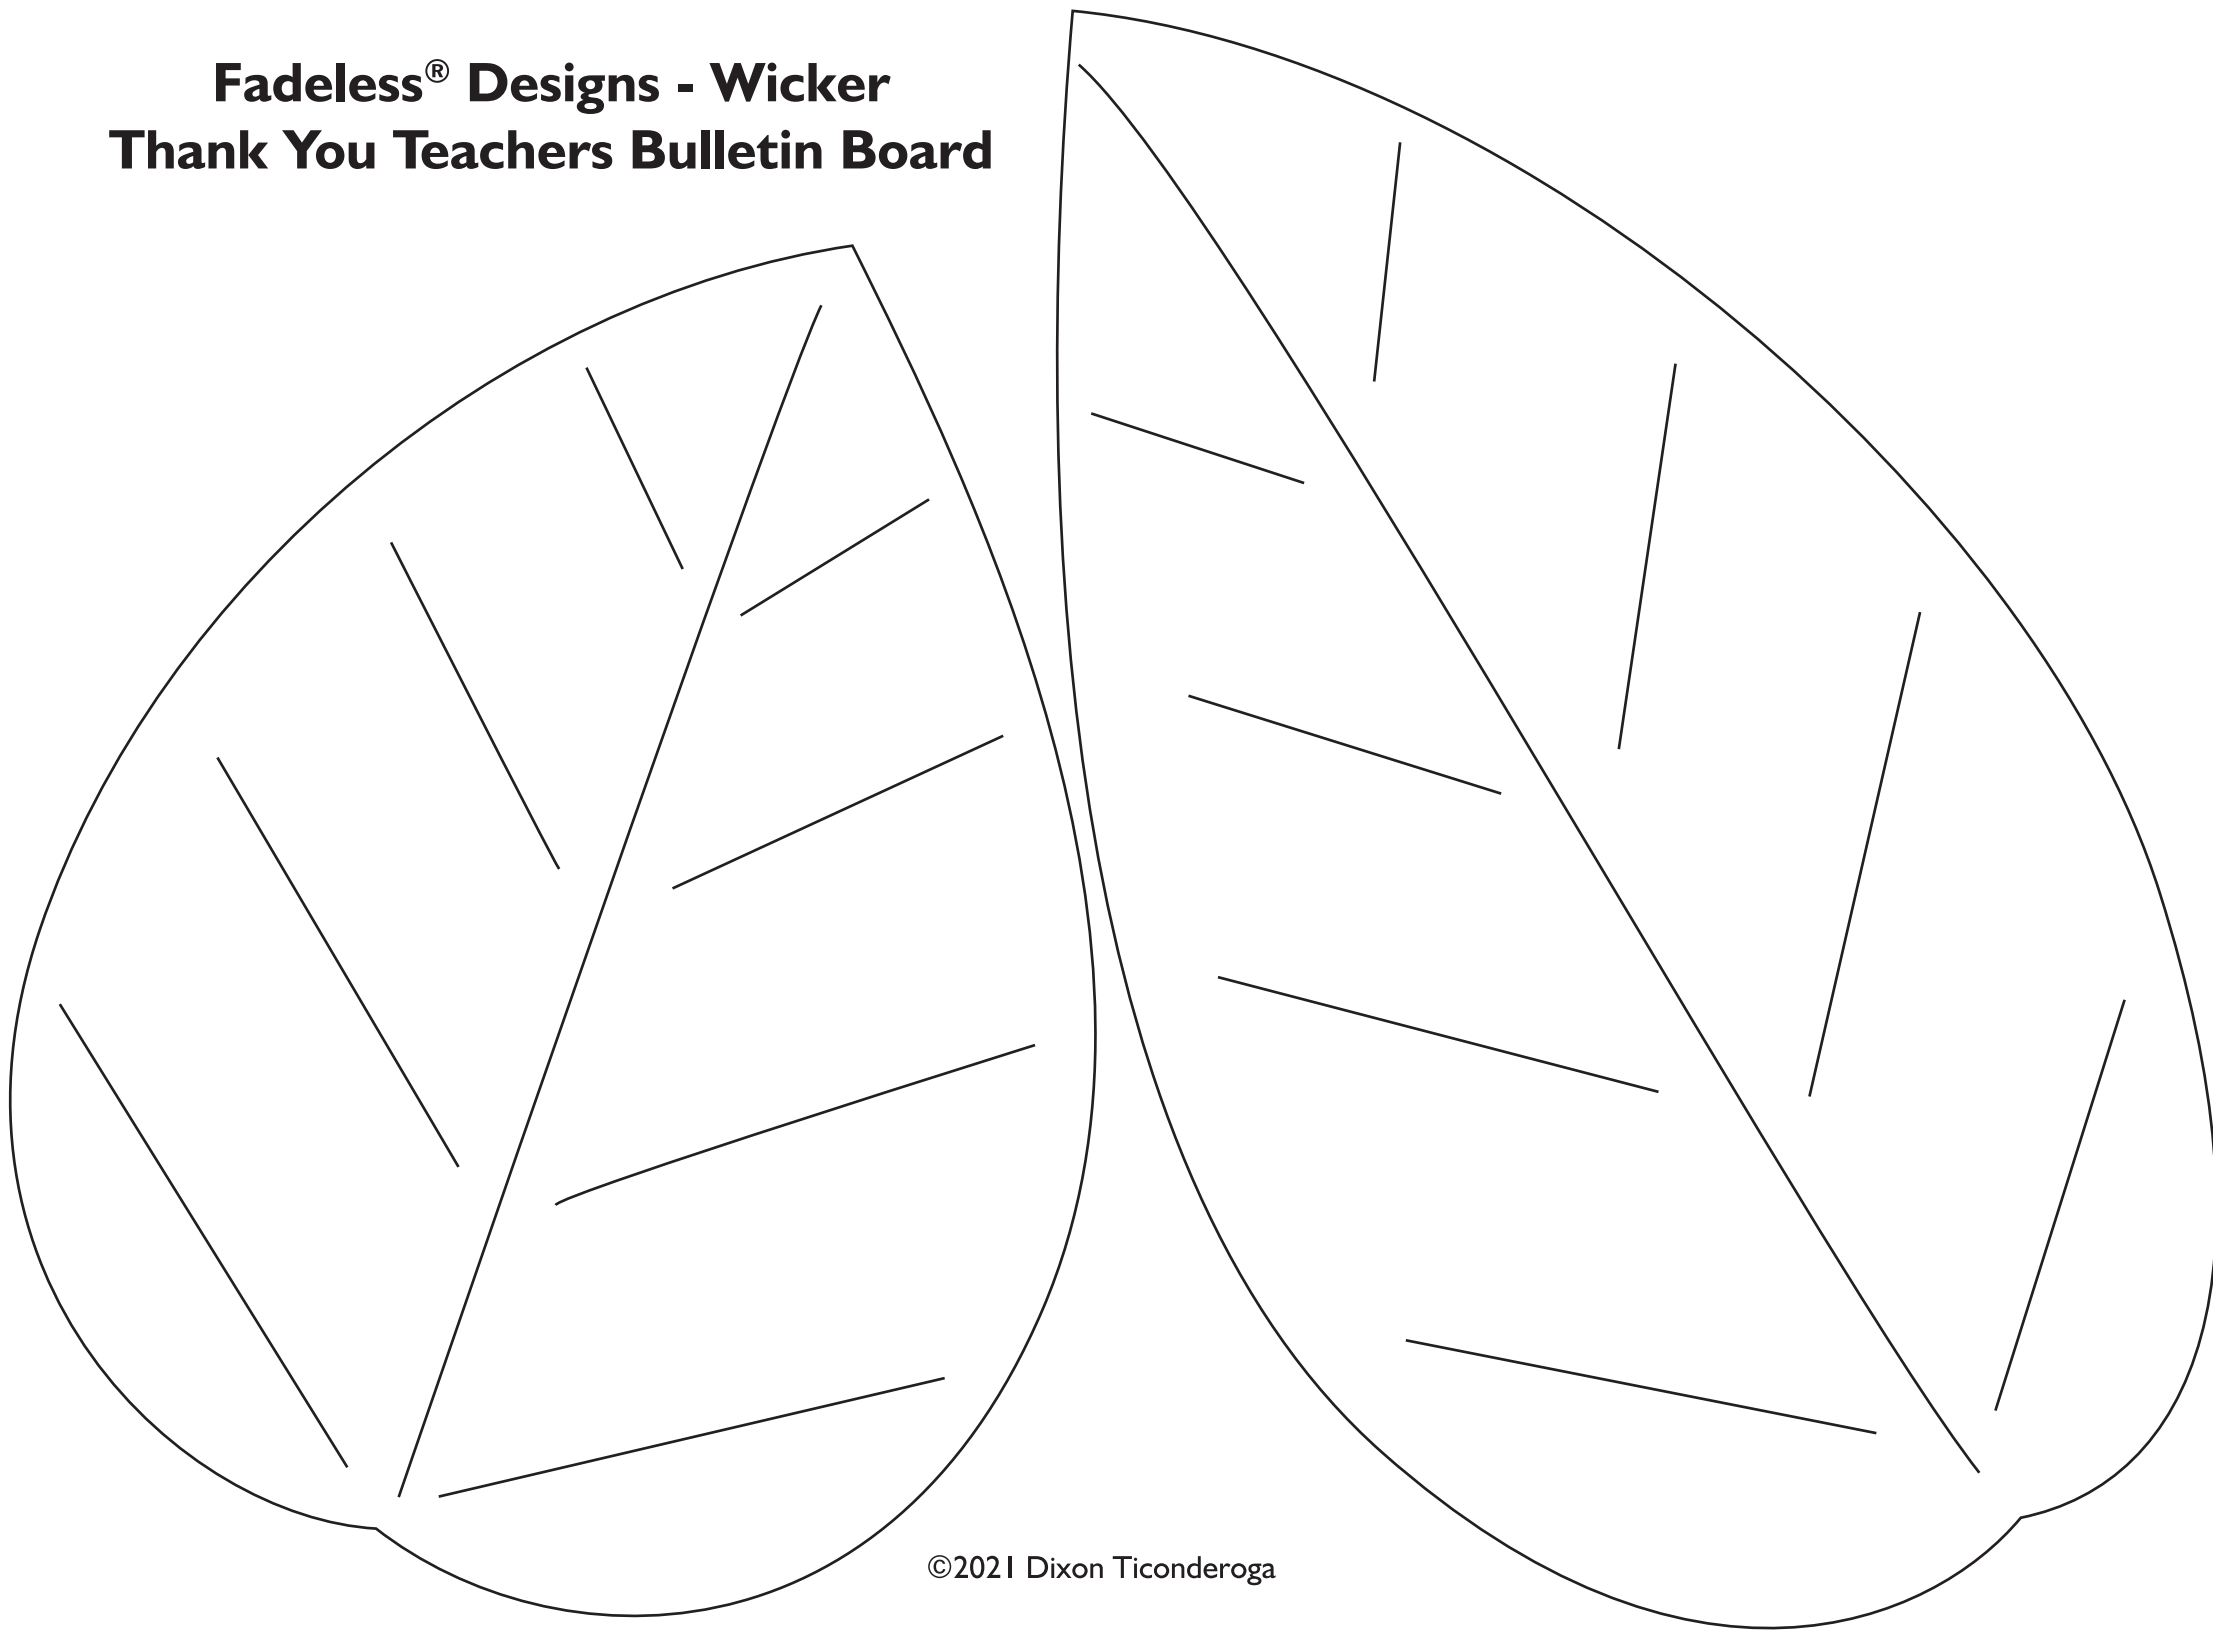 Fadeless® Designs - Wicker
Thank You Teachers Bulletin Board
©2021 Dixon Ticonderoga